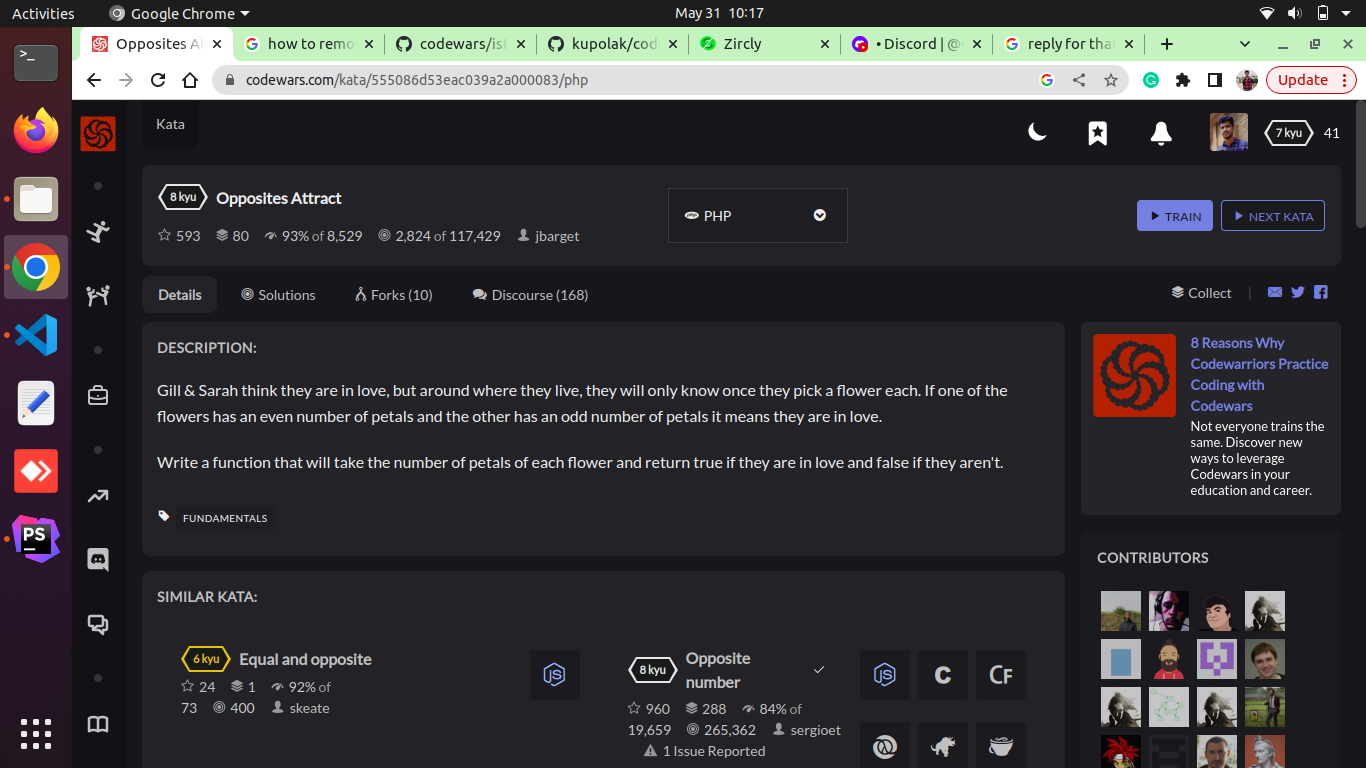 Activities
Google Chrome
May 31 10:17
Opposites At
how to remo
codewars/isl
kupolak/cod
Zircly
• Discord | @
reply for than
codewars.com/kata/555086d53eac039a2a000083/php
Update
Kata
7 kyu
41
8 kyu
Opposites Attract
PHP
TRAIN
NEXT KATA
593
80
93% of 8,529
2,824 of 117,429
jbarget
Details
Solutions
Forks (10)
Discourse (168)
Collect
DESCRIPTION:
Gill & Sarah think they are in love, but around where they live, they will only know once they pick a flower each. If one of the
flowers has an even number of petals and the other has an odd number of petals it means they are in love.
Write a function that will take the number of petals of each flower and return true if they are in love and false if they aren't.
FUNDAMENTALS
8 Reasons Why
Codewarriors Practice
Coding with
Codewars
Not everyone trains the
same. Discover new
ways to leverage
Codewars in your
education and career.
CONTRIBUTORS
SIMILAR KATA:
6 kyu
Equal and opposite
24
1
92% of
73
400
skeate
JS
8 kyu
Opposite
number
960
288
84% of
19,659
265,362
sergioet
1 Issue Reported
JS
C
CF
PS